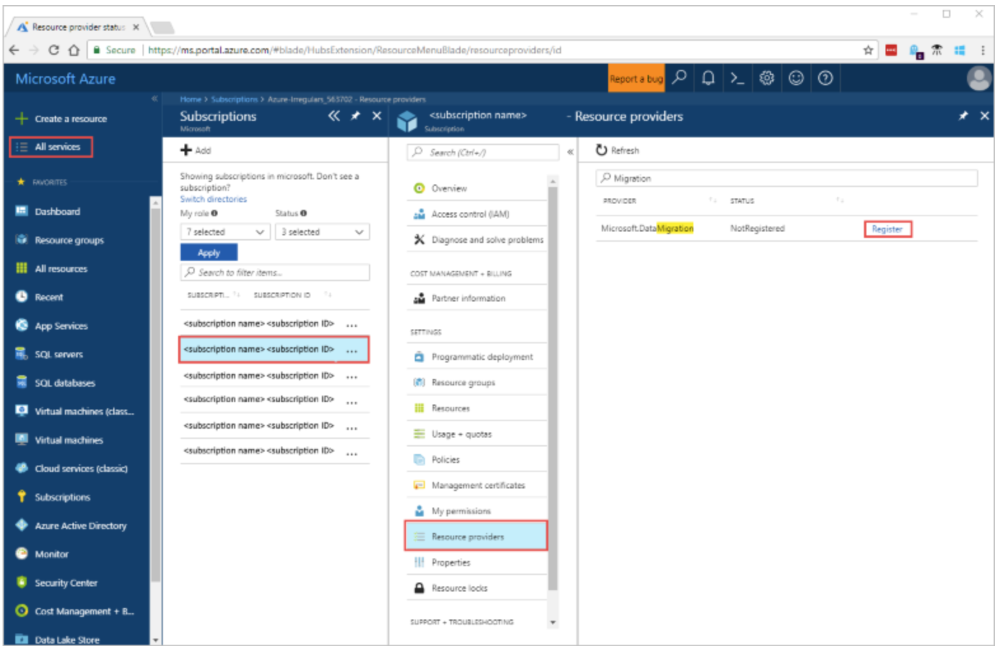 Resource provider status
Secure | https://ms.portal.azure.com/#blade/HubsExtension/ResourceMenuBlade/resourceproviders/id
Microsoft Azure
Report a bug
Home > Subscriptions > Azure-Irregulars_563702 - Resource providers
Create a resource
All services
FAVORITES
Dashboard
Resource groups
All resources
Recent
App Services
SQL servers
SQL databases
Virtual machines (class...
Virtual machines
Cloud services (classic)
Subscriptions
Azure Active Directory
Monitor
Security Center
Cost Management + B...
Data Lake Store
Subscriptions
Microsoft
Add
Showing subscriptions in microsoft. Don't see a
subscription?
Switch directories
My role Status
7 selected 3 selected
Apply
Search to filter items...
SUBSCRIPTI... SUBSCRIPTION ID
<subscription name> <subscription ID> ...
<subscription name> <subscription ID> ...
<subscription name> <subscription ID> ...
<subscription name> <subscription ID> ...
<subscription name> <subscription ID> ...
<subscription name> <subscription ID> ...
<subscription name> - Resource providers
Subscription
Search (Ctrl+/)
Overview
Access control (IAM)
Diagnose and solve problems
COST MANAGEMENT + BILLING
Partner information
SETTINGS
Programmatic deployment
Resource groups
Resources
Usage + quotas
Policies
Management certificates
My permissions
Resource providers
Properties
Resource locks
SUPPORT + TROUBLESHOOTING
Refresh
Migration
PROVIDER STATUS
Microsoft.DataMigration NotRegistered Register